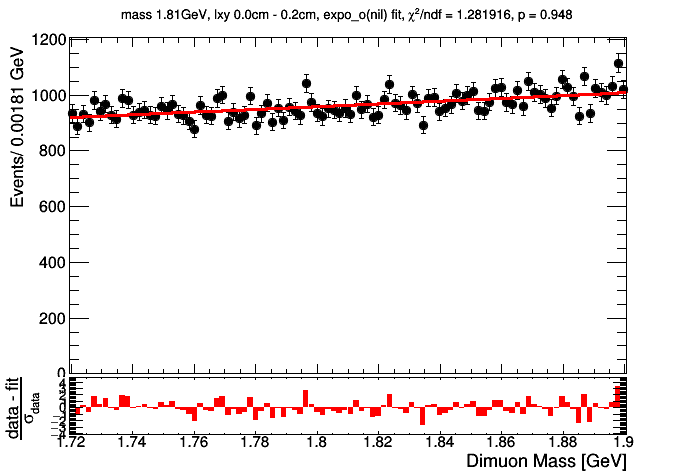 mass 1.81GeV, lxy 0.0cm - 0.2cm, expo_o(nil) fit, χ²/ndf = 1.281916, p = 0.948
Events/ 0.00181 GeV
1200
1000
800
600
400
200
0
data - fit
σdata
4
3
2
1
0
−1
−2
−3
−4
1.72 1.74 1.76 1.78 1.8 1.82 1.84 1.86 1.88 1.9
Dimuon Mass [GeV]